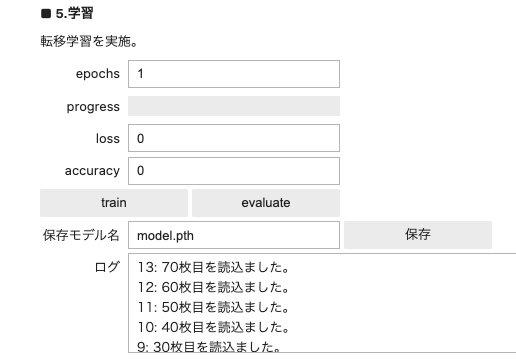 ■ 5.学習
転移学習を実施。
epochs 1
progress
loss 0
accuracy 0
train evaluate
保存モデル名 model.pth 保存
ログ 13: 70枚目を読込ました。
12: 60枚目を読込ました。
11: 50枚目を読込ました。
10: 40枚目を読込ました。
9: 30枚目を読込ました。